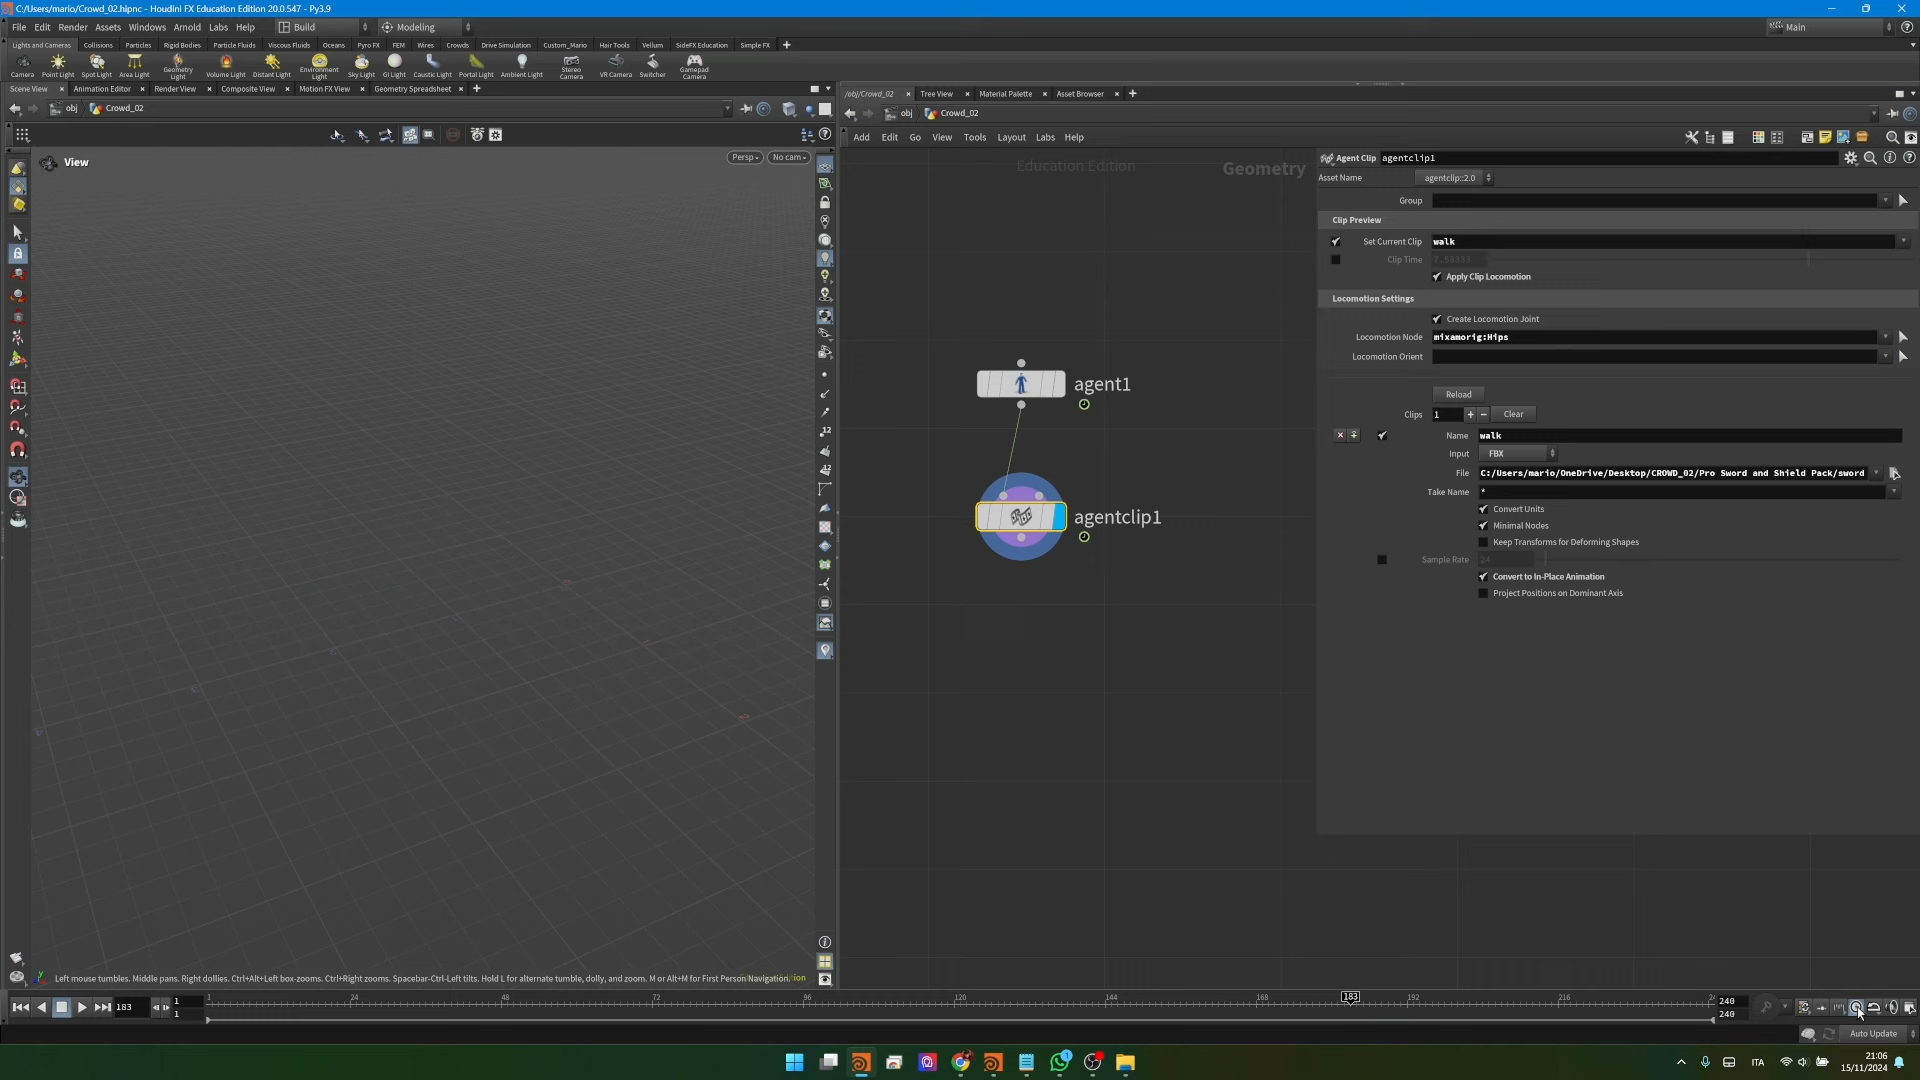 C:/Users/mario/Crowd_02.hipnc - Houdini FX Education Edition 20.0.547 - Py3.9
File Edit Render Assets Windows Arnold Labs Help Build Modeling Main
Lights and Cameras Collisions Particles Rigid Bodies Particle Fluids Viscous Fluids Oceans Pyro FX FEM Wires Crowds Drive Simulation Custom_Mario Hair Tools Vellum SideFX Education Simple FX
Camera Point Light Spot Light Area Light Geometry Light Volume Light Distant Light Environment Light Sky Light GI Light Caustic Light Portal Light Ambient Light Stereo Camera VR Camera Switcher Gamepad Camera
Scene View Animation Editor Render View Composite View Motion FX View Geometry Spreadsheet
obj Crowd_02
View
Persp No cam
/obj/Crowd_02 Tree View Material Palette Asset Browser
obj Crowd_02
Add Edit Go View Tools Layout Labs Help
Education Edition
Geometry
agent1
agentclip1
Agent Clip agentclip1
Asset Name agentclip::2.0
Group
Clip Preview
Set Current Clip walk
Clip Time 7.58333
Apply Clip Locomotion
Locomotion Settings
Create Locomotion Joint
Locomotion Node mixamorig:Hips
Locomotion Orient
Reload
Clips 1 + − Clear
Name walk
Input FBX
File C:/Users/mario/OneDrive/Desktop/CROWD_02/Pro Sword and Shield Pack/sword
Take Name *
Convert Units
Minimal Nodes
Keep Transforms for Deforming Shapes
Sample Rate 24
Convert to In-Place Animation
Project Positions on Dominant Axis
Left mouse tumbles. Middle pans. Right dollies. Ctrl+Alt+Left box-zooms. Ctrl+Right zooms. Spacebar-Ctrl-Left tilts. Hold L for alternate tumble, dolly, and zoom. M or Alt+M for First Person Navigation.
183 1 1 24 48 72 96 120 144 168 183 192 216 240
1 240
Auto Update
ITA
21:06
15/11/2024